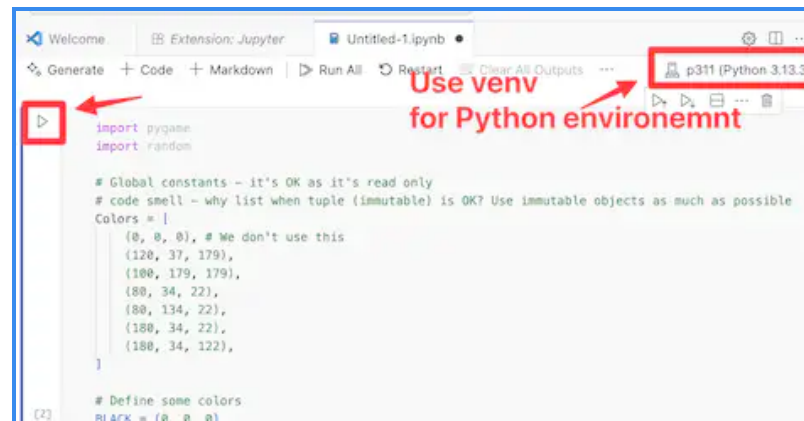 Welcome Extension: Jupyter Untitled-1.ipynb
Generate + Code + Markdown Run All Restart Clear All Outputs ... p311 (Python 3.13.3
Use venv
for Python environemnt
import pygame
import random
# Global constants – it's OK as it's read only
# code smell – why list when tuple (immutable) is OK? Use immutable objects as much as possible
Colors = [
(0, 0, 0), # We don't use this
(120, 37, 179),
(100, 179, 179),
(80, 34, 22),
(80, 134, 22),
(180, 34, 22),
(180, 34, 122),
]
# Define some colors
[2]
BLACK = (0, 0, 0)